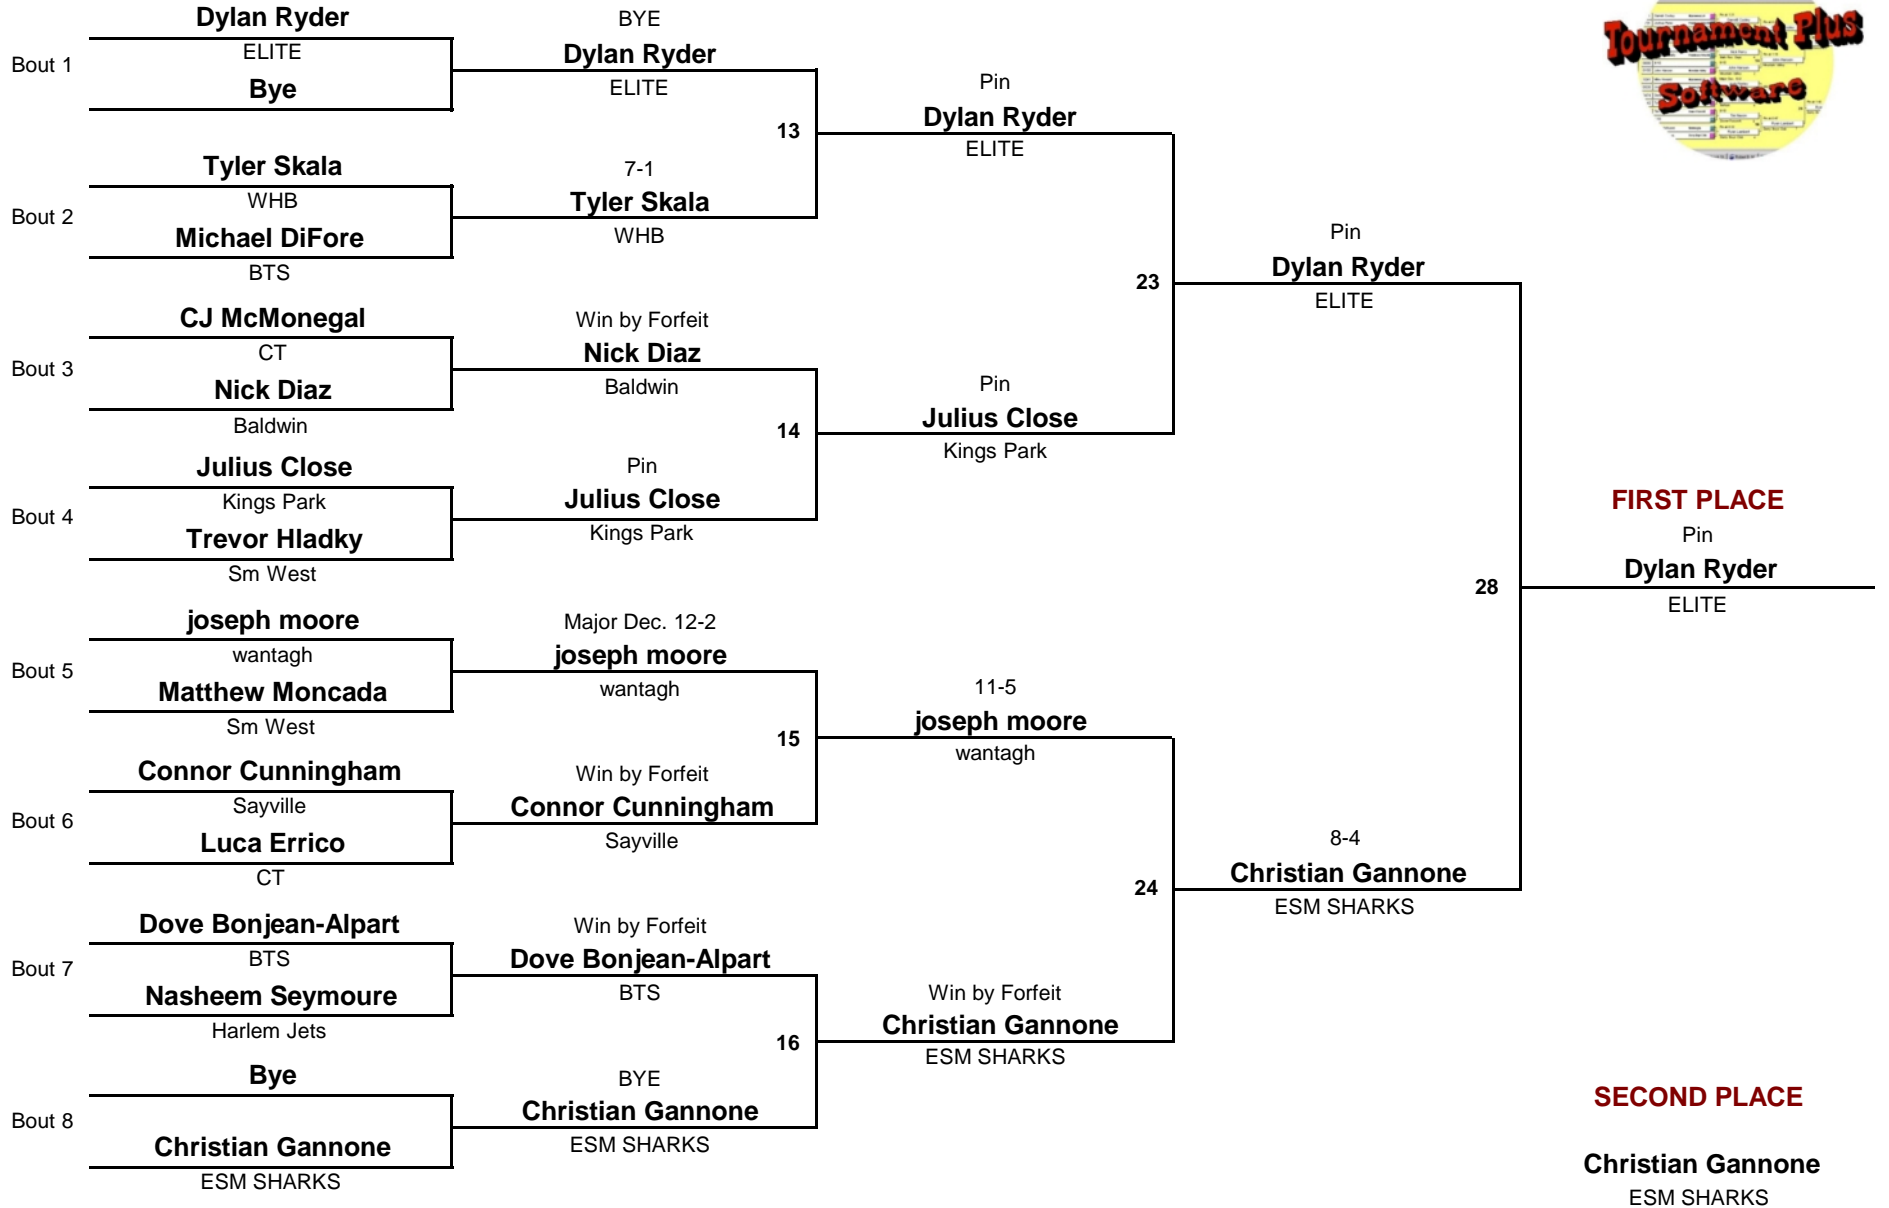 Tournament Plus
Software
Dylan Ryder
ELITE
Bout 1
Bye
Tyler Skala
WHB
Bout 2
Michael DiFore
BTS
CJ McMonegal
CT
Bout 3
Nick Diaz
Baldwin
Julius Close
Kings Park
Bout 4
Trevor Hladky
Sm West
joseph moore
wantagh
Bout 5
Matthew Moncada
Sm West
Connor Cunningham
Sayville
Bout 6
Luca Errico
CT
Dove Bonjean-Alpart
BTS
Bout 7
Nasheem Seymoure
Harlem Jets
Bye
Bout 8
Christian Gannone
ESM SHARKS
BYE
Dylan Ryder
ELITE
13
7-1
Tyler Skala
WHB
Win by Forfeit
Nick Diaz
Baldwin
14
Pin
Julius Close
Kings Park
Major Dec. 12-2
joseph moore
wantagh
15
Win by Forfeit
Connor Cunningham
Sayville
Win by Forfeit
Dove Bonjean-Alpart
BTS
16
BYE
Christian Gannone
ESM SHARKS
Pin
Dylan Ryder
ELITE
23
Pin
Julius Close
Kings Park
11-5
joseph moore
wantagh
24
Win by Forfeit
Christian Gannone
ESM SHARKS
Pin
Dylan Ryder
ELITE
28
8-4
Christian Gannone
ESM SHARKS
FIRST PLACE
Pin
Dylan Ryder
ELITE
SECOND PLACE
Christian Gannone
ESM SHARKS